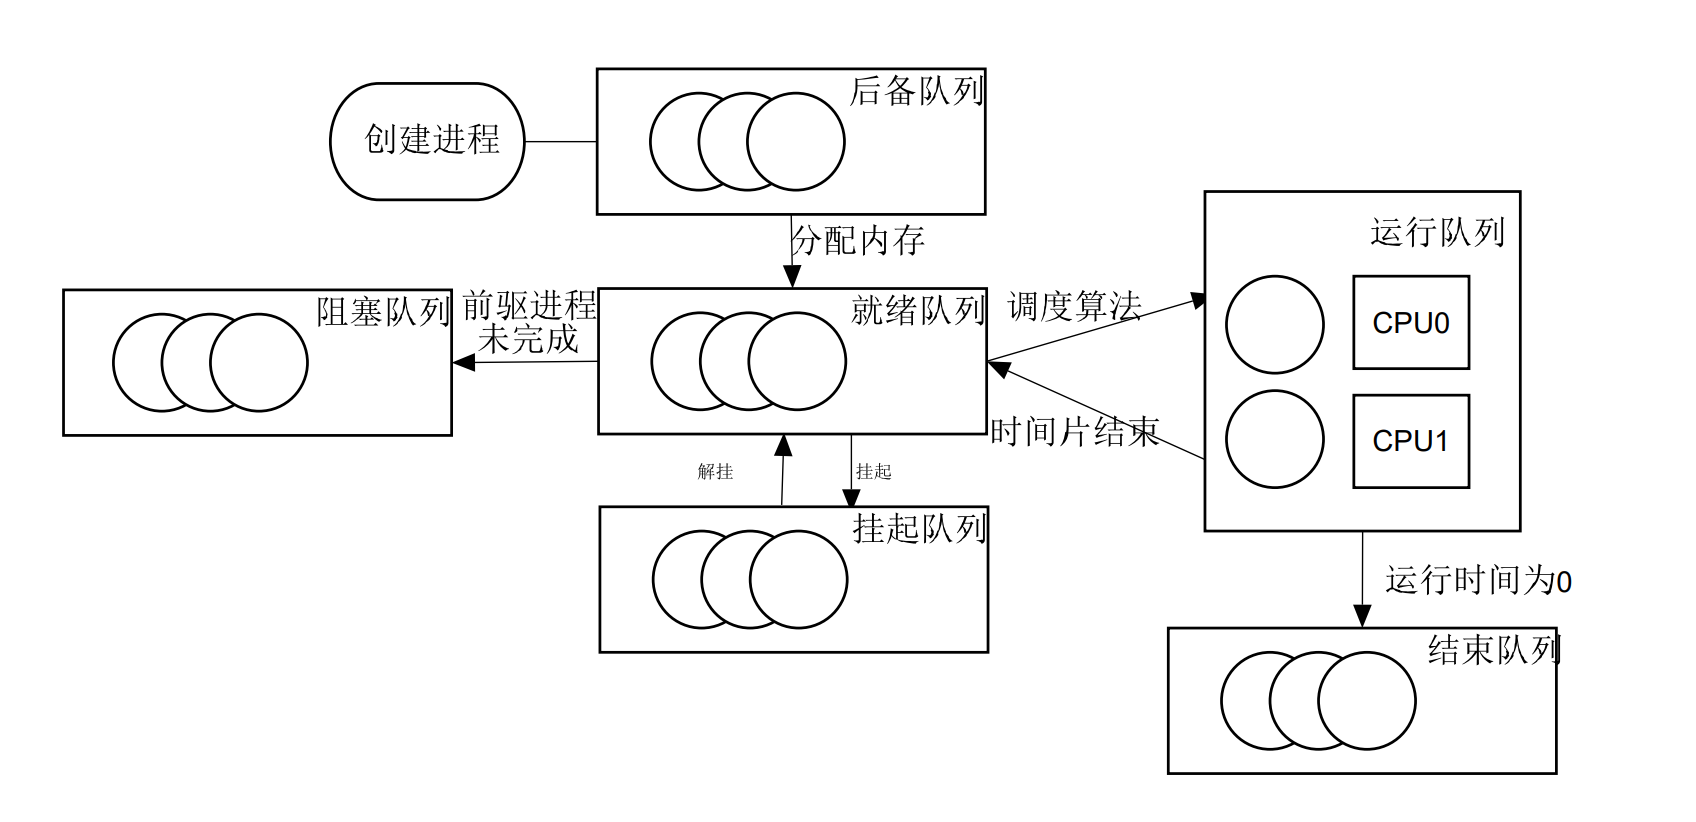 后备队列
创建进程
分配内存
运行队列
阻塞队列
前驱进程
未完成
就绪队列
调度算法
CPU0
时间片结束
CPU1
解挂
挂起
挂起队列
运行时间为0
结束队列